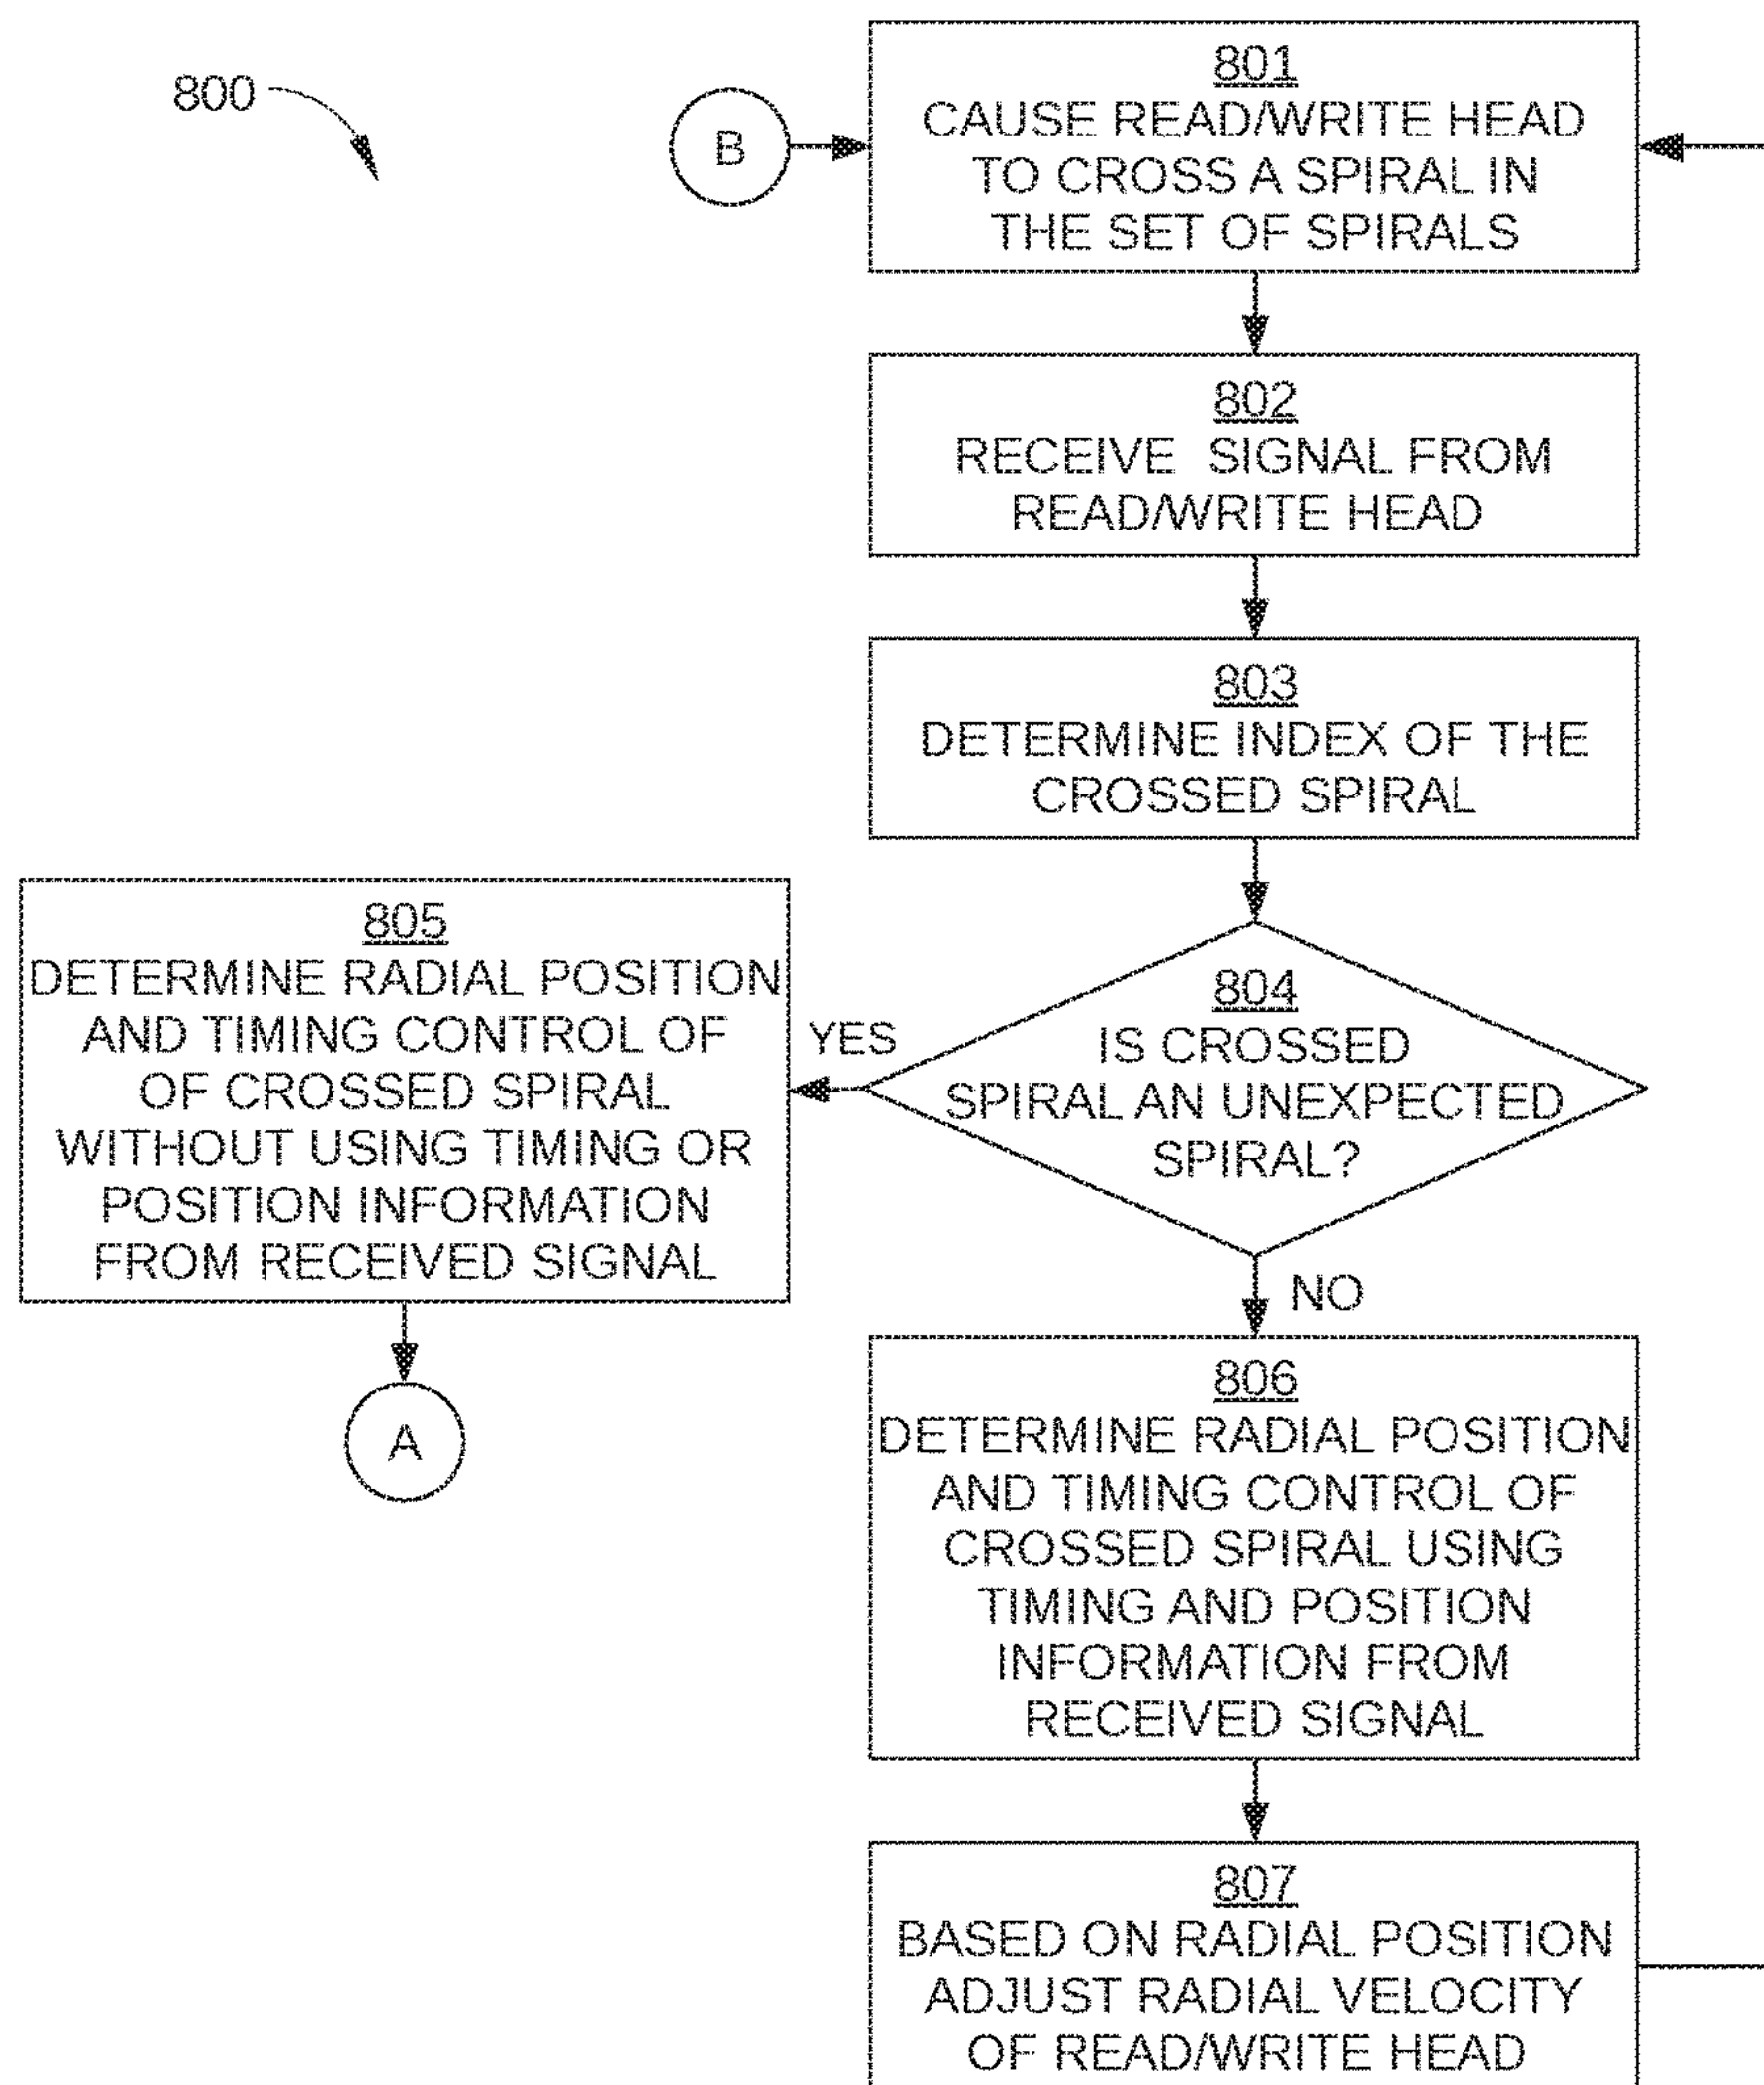 800
B
801
CAUSE READ/WRITE HEAD
TO CROSS A SPIRAL IN
THE SET OF SPIRALS
802
RECEIVE SIGNAL FROM
READ/WRITE HEAD
803
DETERMINE INDEX OF THE
CROSSED SPIRAL
804
IS CROSSED
SPIRAL AN UNEXPECTED
SPIRAL?
YES
805
DETERMINE RADIAL POSITION
AND TIMING CONTROL OF
OF CROSSED SPIRAL
WITHOUT USING TIMING OR
POSITION INFORMATION
FROM RECEIVED SIGNAL
A
NO
806
DETERMINE RADIAL POSITION
AND TIMING CONTROL OF
CROSSED SPIRAL USING
TIMING AND POSITION
INFORMATION FROM
RECEIVED SIGNAL
807
BASED ON RADIAL POSITION
ADJUST RADIAL VELOCITY
OF READ/WRITE HEAD